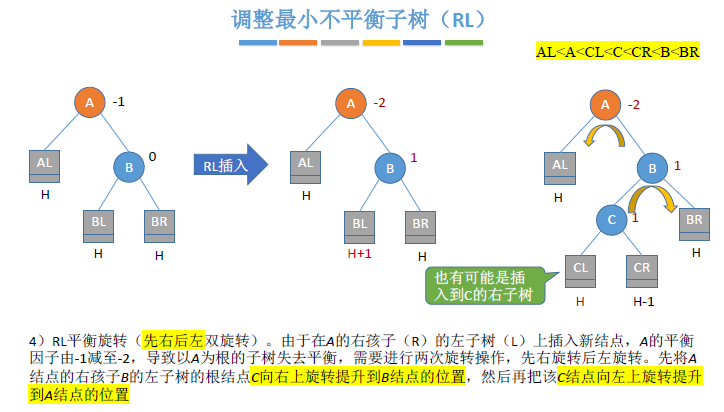 调整最小不平衡子树（RL）
AL<A<CL<C<CR<B<BR
A
-1
AL
H
B
0
BL
H
BR
H
RL插入
A
-2
AL
H
B
1
BL
H+1
BR
H
A
-2
AL
H
B
1
C
1
BR
H
CL
H
CR
H-1
也有可能是插
入到C的右子树
4）RL平衡旋转（先右后左双旋转）。由于在A的右孩子（R）的左子树（L）上插入新结点，A的平衡
因子由-1减至-2，导致以A为根的子树失去平衡，需要进行两次旋转操作，先右旋转后左旋转。先将A
结点的右孩子B的左子树的根结点C向右上旋转提升到B结点的位置，然后再把该C结点向左上旋转提升
到A结点的位置